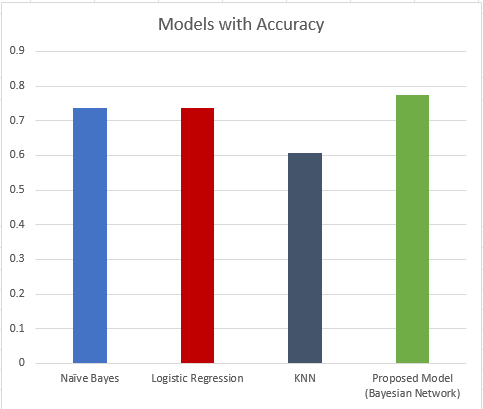 Models with Accuracy
0.9
0.8
0.7
0.6
0.5
0.4
0.3
0.2
0.1
0
Naïve Bayes
Logistic Regression
KNN
Proposed Model
(Bayesian Network)